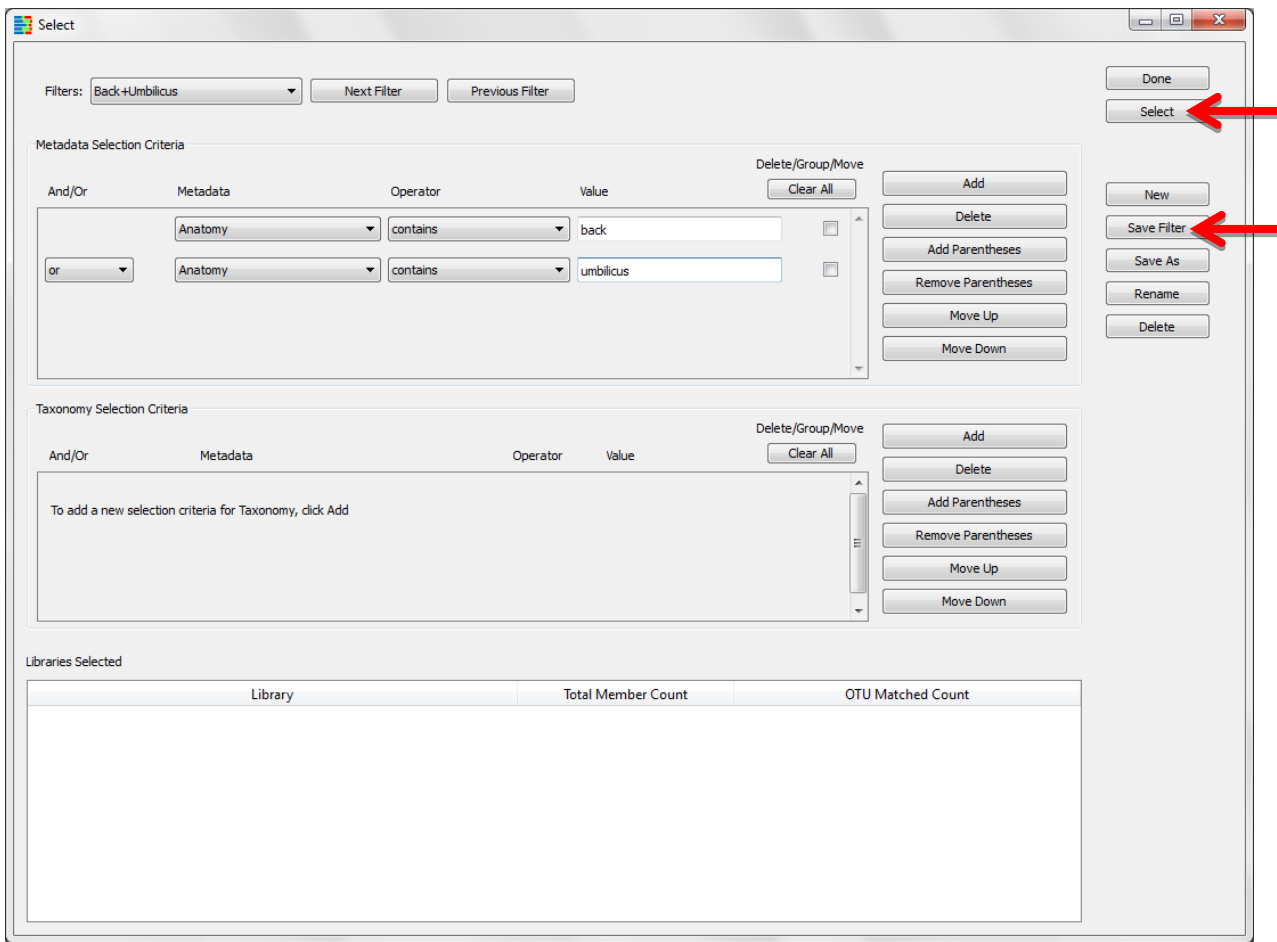 Select
Filters: Back+Umbilicus Next Filter Previous Filter
Done
Select
Metadata Selection Criteria
Delete/Group/Move
And/Or Metadata Operator Value Clear All
Anatomy contains back
or Anatomy contains umbilicus
Add
Delete
Add Parentheses
Remove Parentheses
Move Up
Move Down
New
Save Filter
Save As
Rename
Delete
Taxonomy Selection Criteria
Delete/Group/Move
And/Or Metadata Operator Value Clear All
To add a new selection criteria for Taxonomy, click Add
Add
Delete
Add Parentheses
Remove Parentheses
Move Up
Move Down
Libraries Selected
Library Total Member Count OTU Matched Count